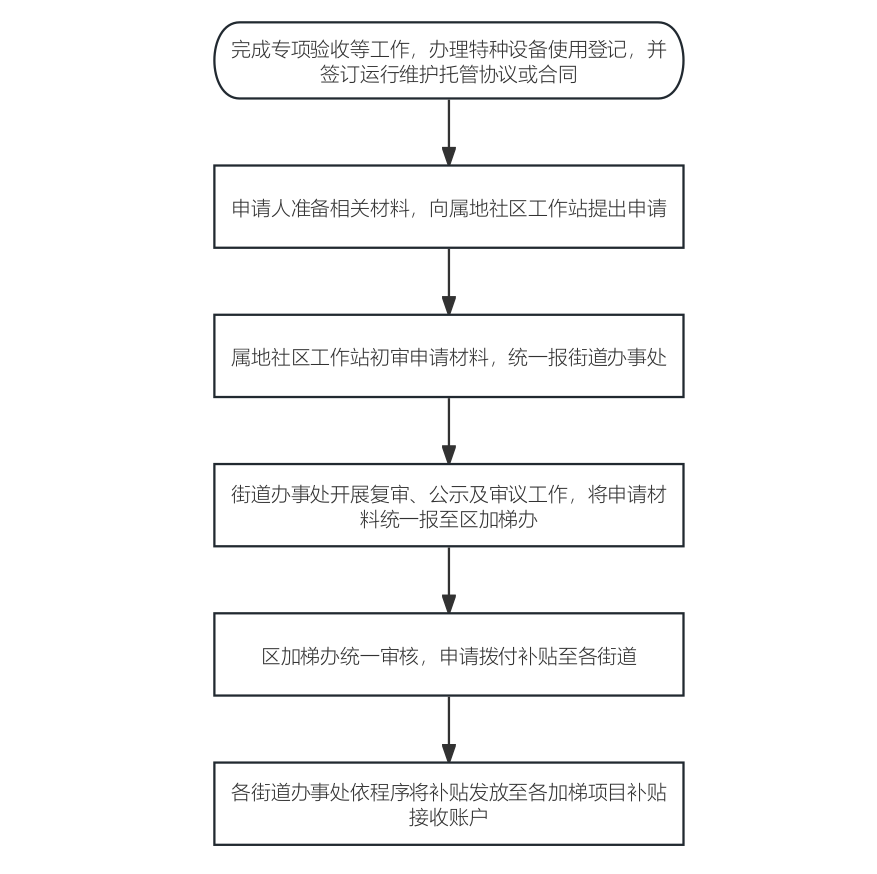 完成专项验收等工作，办理特种设备使用登记，并
签订运行维护托管协议或合同
申请人准备相关材料，向属地社区工作站提出申请
属地社区工作站初审申请材料，统一报街道办事处
街道办事处开展复审、公示及审议工作，将申请材
料统一报至区加梯办
区加梯办统一审核，申请拨付补贴至各街道
各街道办事处依程序将补贴发放至各加梯项目补贴
接收账户